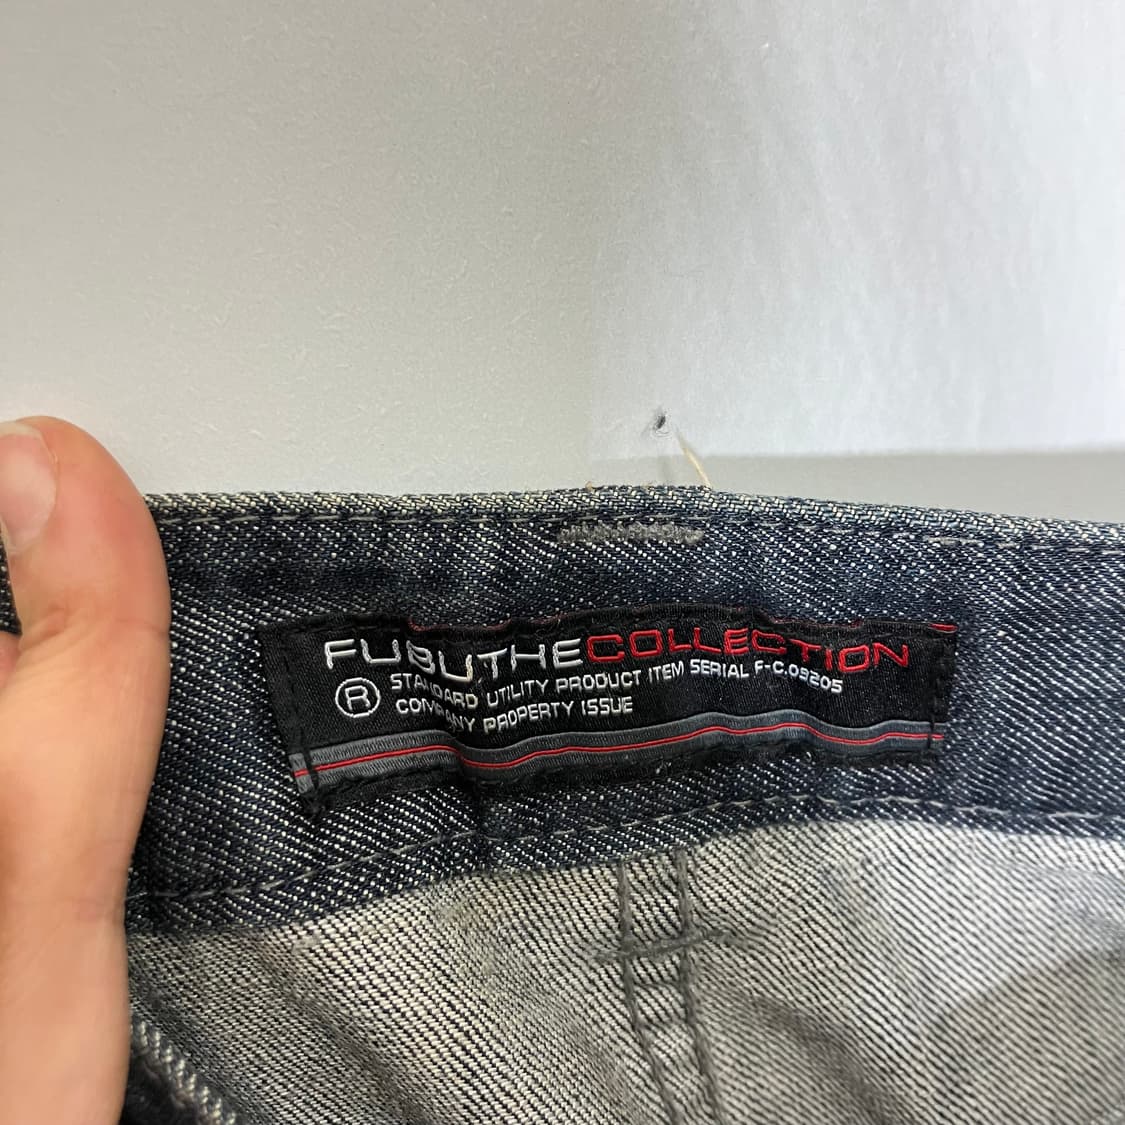 FUBUTHECOLLECTION
® STANDARD UTILITY PRODUCT ITEM SERIAL F-C.09205
COMPANY PROPERTY ISSUE